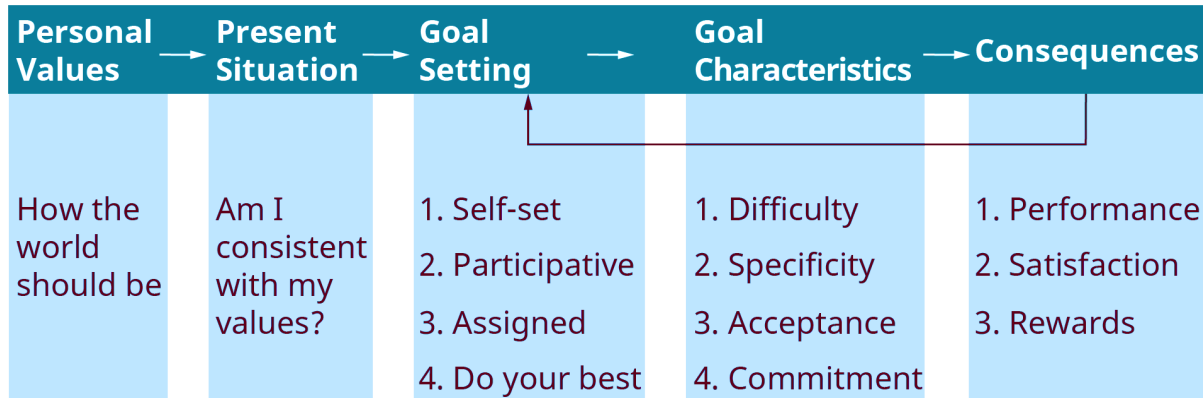 Personal
Values
Present
Situation
Goal
Setting
Goal
Characteristics
Consequences
How the
world
should be
Am I
consistent
with my
values?
1. Self-set
2. Participative
3. Assigned
4. Do your best
1. Difficulty
2. Specificity
3. Acceptance
4. Commitment
1. Performance
2. Satisfaction
3. Rewards